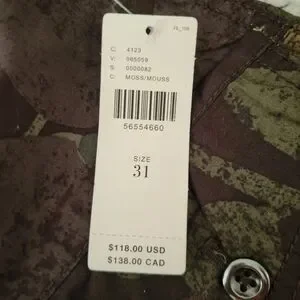 C: 4123
V: 985059
S: 0000082
C: MOSS/MOUSS
56554660
SIZE
31
$118.00 USD
$138.00 CAD